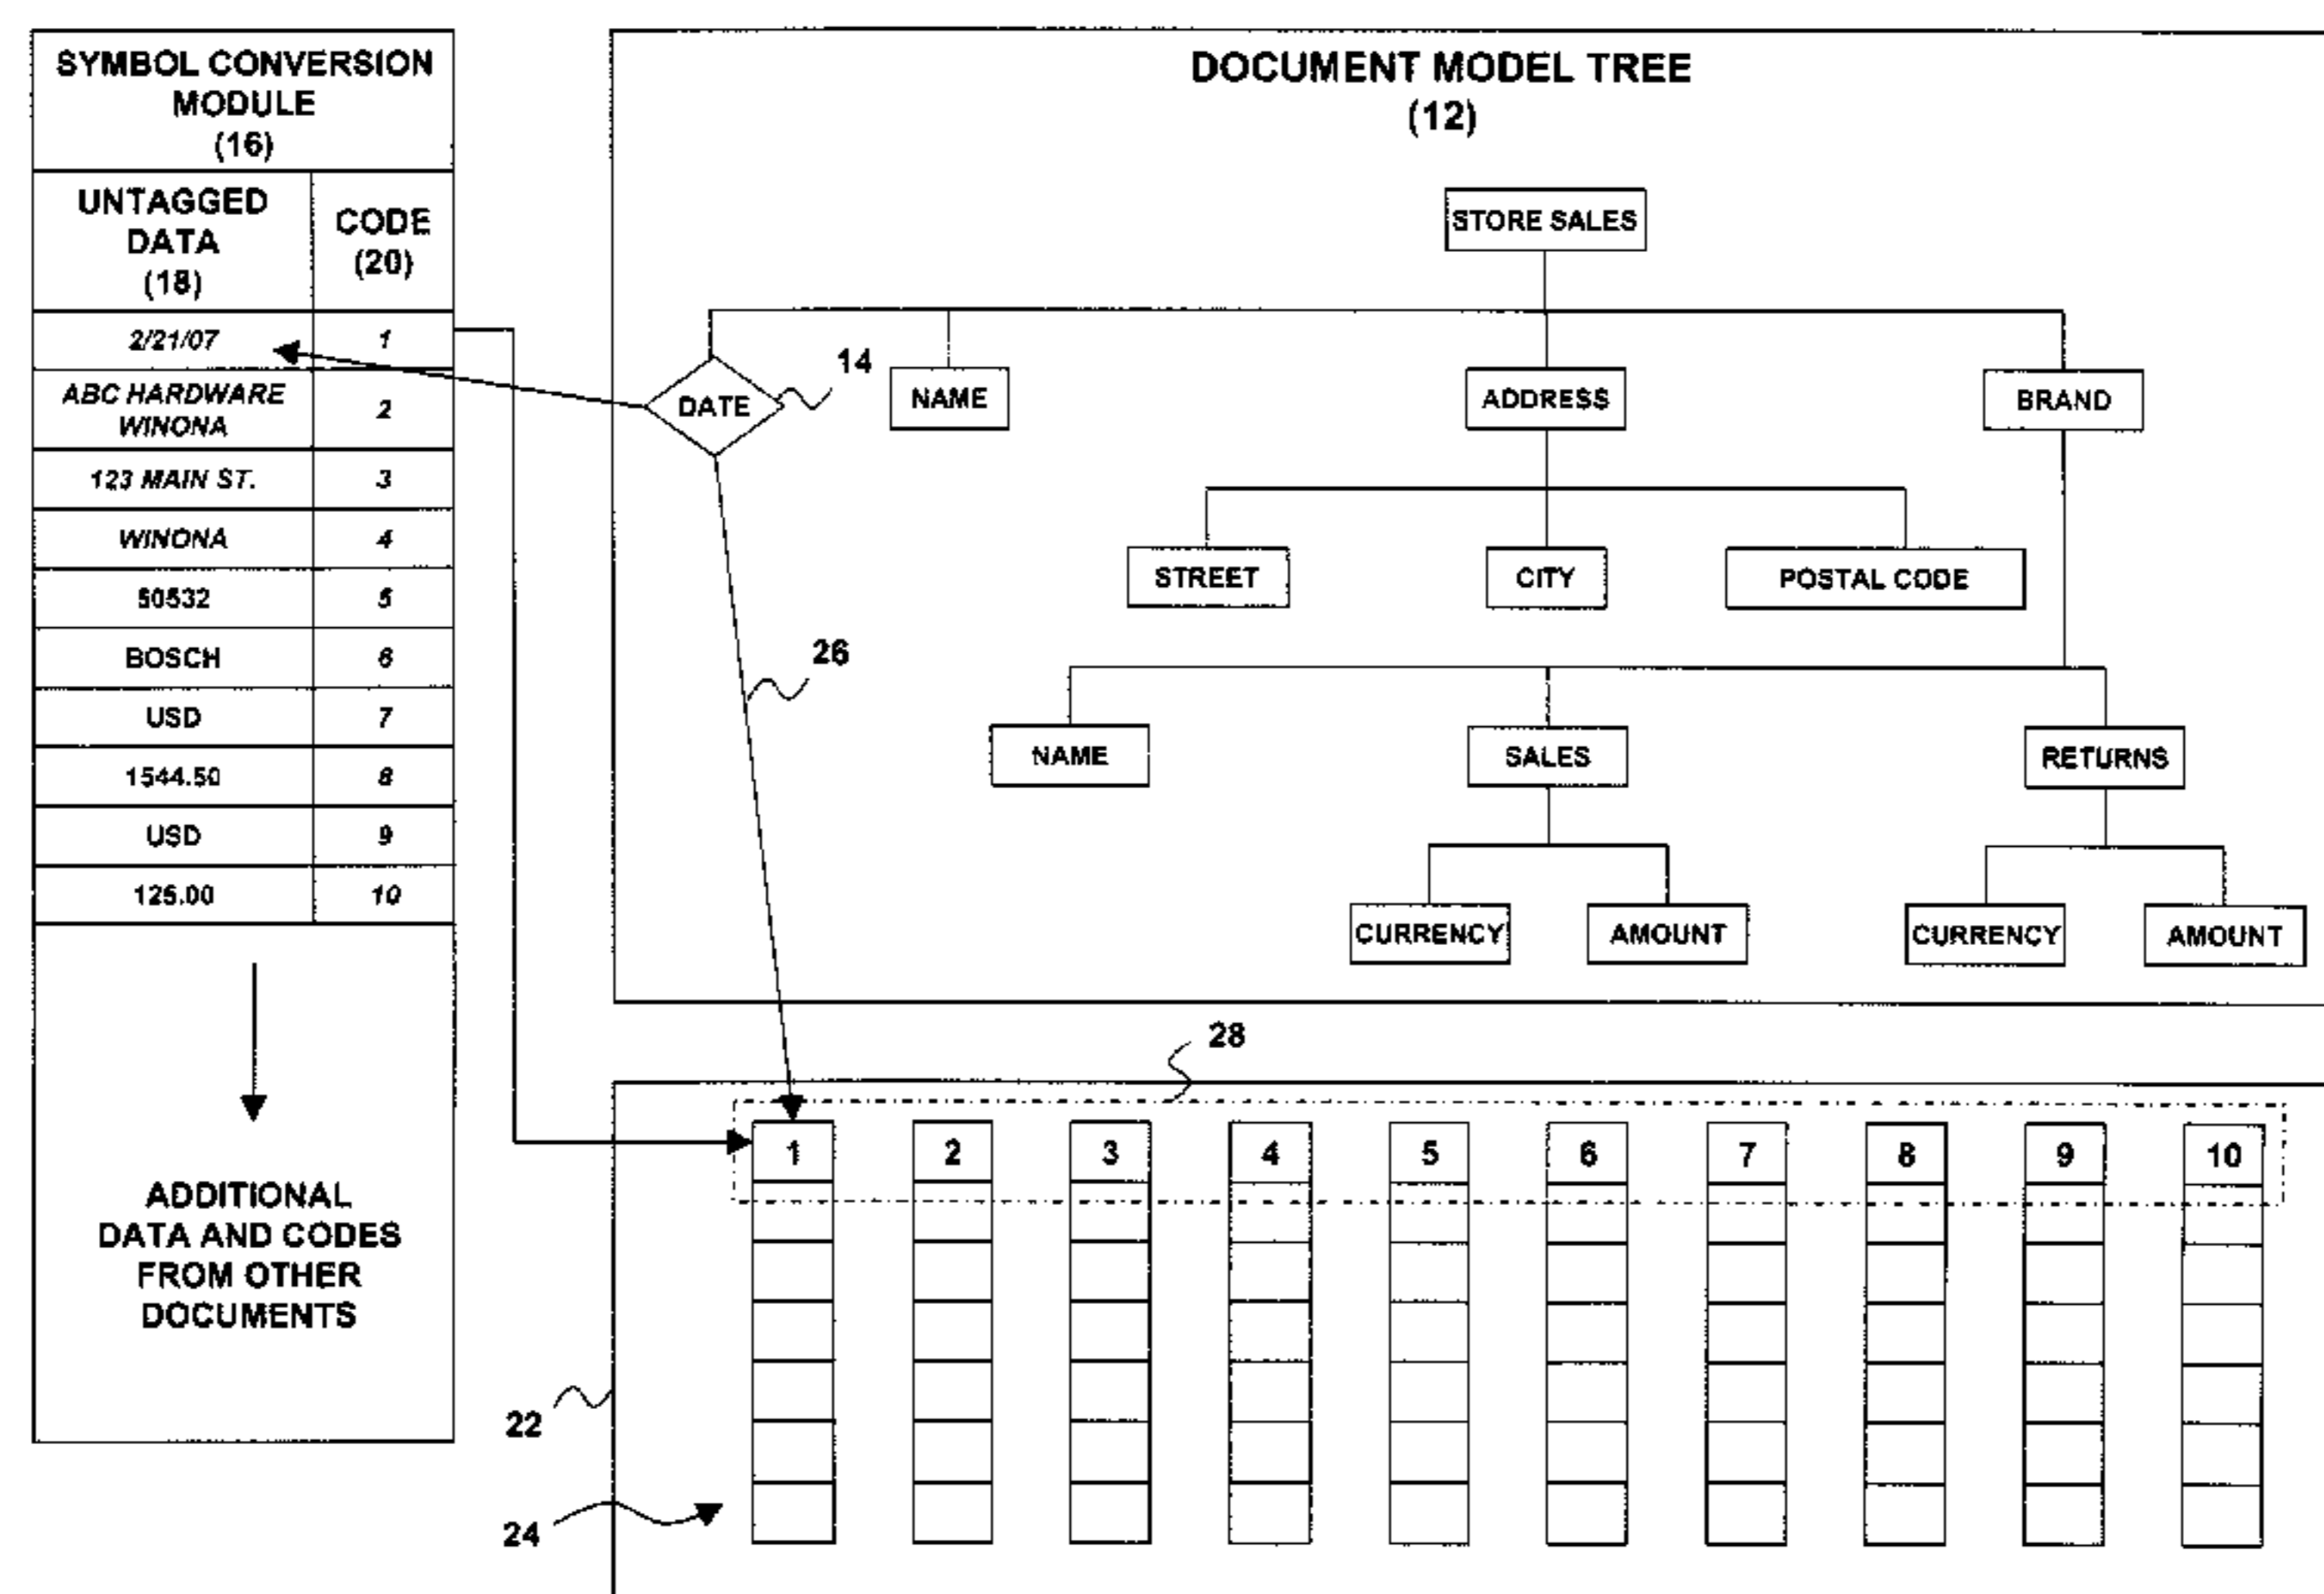 SYMBOL CONVERSION
MODULE
(16)
UNTAGGED
DATA
(18)
CODE
(20)
2/21/07
1
ABC HARDWARE
WINONA
2
123 MAIN ST.
3
WINONA
4
50532
5
BOSCH
6
USD
7
1544.50
8
USD
9
125.00
10
ADDITIONAL
DATA AND CODES
FROM OTHER
DOCUMENTS
DOCUMENT MODEL TREE
(12)
STORE SALES
14
DATE
NAME
ADDRESS
BRAND
STREET
CITY
POSTAL CODE
26
NAME
SALES
RETURNS
CURRENCY
AMOUNT
CURRENCY
AMOUNT
28
1
2
3
4
5
6
7
8
9
10
22
24